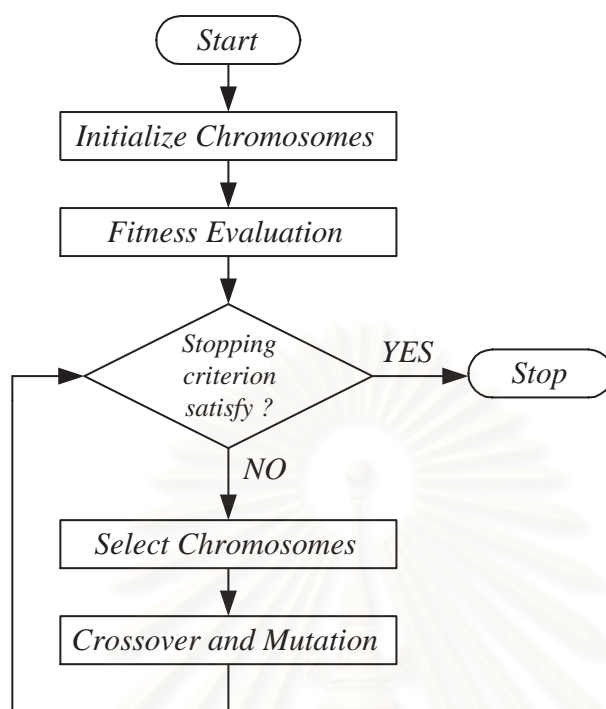 Start
Initialize Chromosomes
Fitness Evaluation
Stopping
criterion
satisfy ?
YES
Stop
NO
Select Chromosomes
Crossover and Mutation